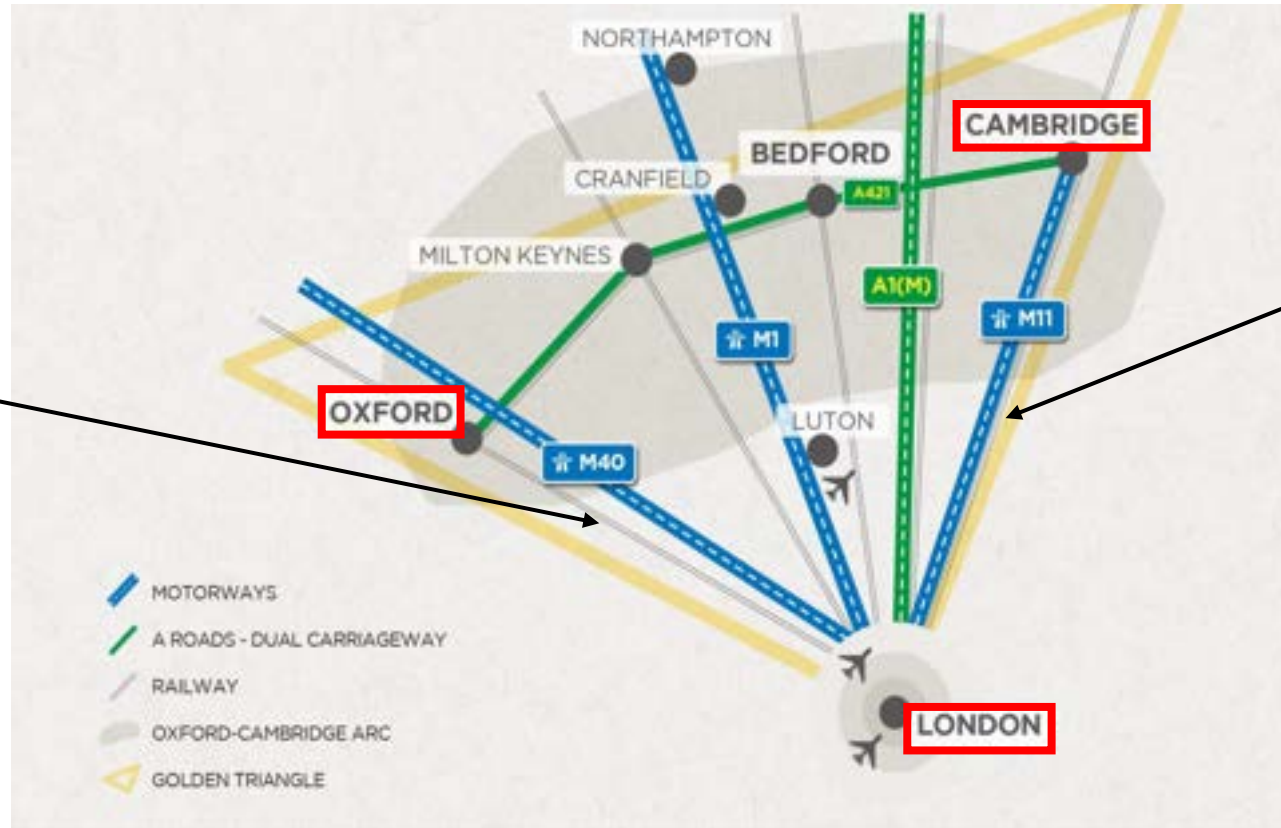 NORTHAMPTON
CAMBRIDGE
BEDFORD
CRANFIELD
A421
MILTON KEYNES
A1(M)
M1
M11
OXFORD
LUTON
M40
MOTORWAYS
A ROADS - DUAL CARRIAGEWAY
RAILWAY
OXFORD-CAMBRIDGE ARC
LONDON
GOLDEN TRIANGLE